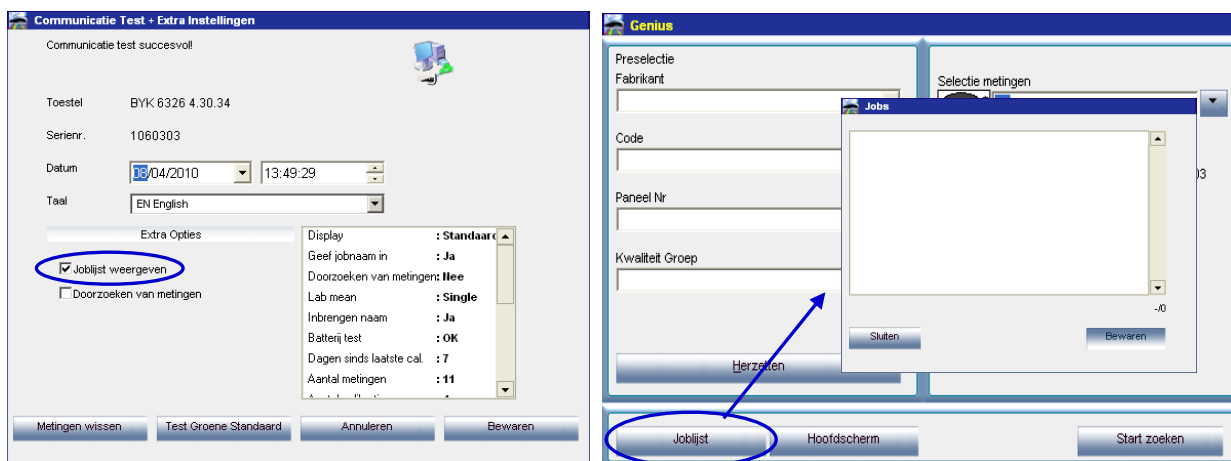 Communicatie Test + Extra Instellingen
Communicatie test succesvol!
Toestel BYK 6326 4.30.34
Serienr. 1060303
Datum 08/04/2010 13:49:29
Taal EN English
Extra Opties
Joblijst weergeven
Doorzoeken van metingen
Display : Standaard
Geef jobnaam in : Ja
Doorzoeken van metingen: Nee
Lab mean : Single
Inbrengen naam : Ja
Batterij test : OK
Dagen sinds laatste cal. : 7
Aantal metingen : 11
Metingen wissen Test Groene Standaard Annuleren Bewaren
Genius
Preselectie
Fabrikant
Code
Paneel Nr
Kwaliteit Groep
Herzetten
Selectie metingen
03
Jobs
-/0
Sluiten Bewaren
Joblijst Hoofdscherm Start zoeken